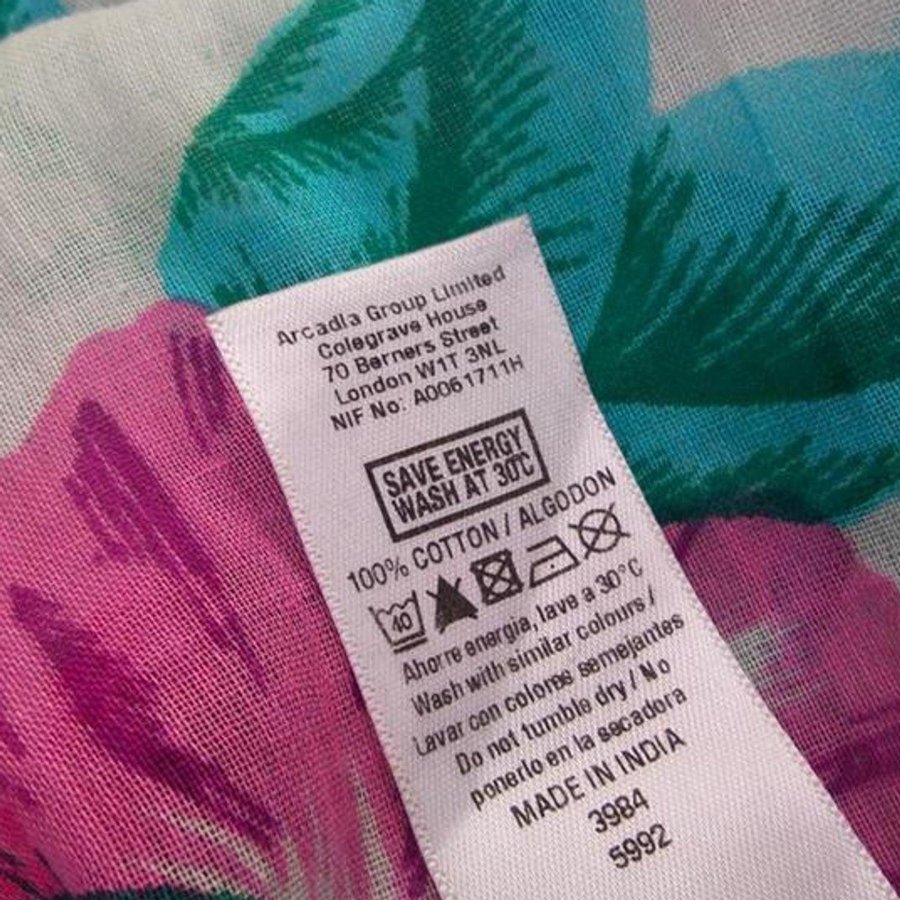 Arcadia Group Limited
Colegrave House
70 Berners Street
London W1T 3NL
NIF No: A0061711H
SAVE ENERGY
WASH AT 30°C
100% COTTON / ALGODON
40
Ahorre energia, lave a 30°C
Wash with similar colours /
Lavar con colores semejantes
Do not tumble dry / No
ponerlo en la secadora
MADE IN INDIA
3984
5992